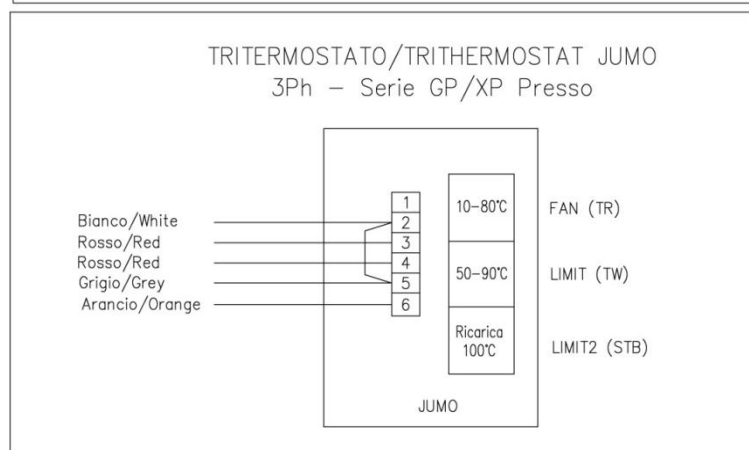 TRITERMOSTATO/TRITHERMOSTAT JUMO
3Ph – Serie GP/XP Presso
Bianco/White
Rosso/Red
Rosso/Red
Grigio/Grey
Arancio/Orange
1
2
3
4
5
6
10–80°C
FAN (TR)
50–90°C
LIMIT (TW)
Ricarica
100°C
LIMIT2 (STB)
JUMO